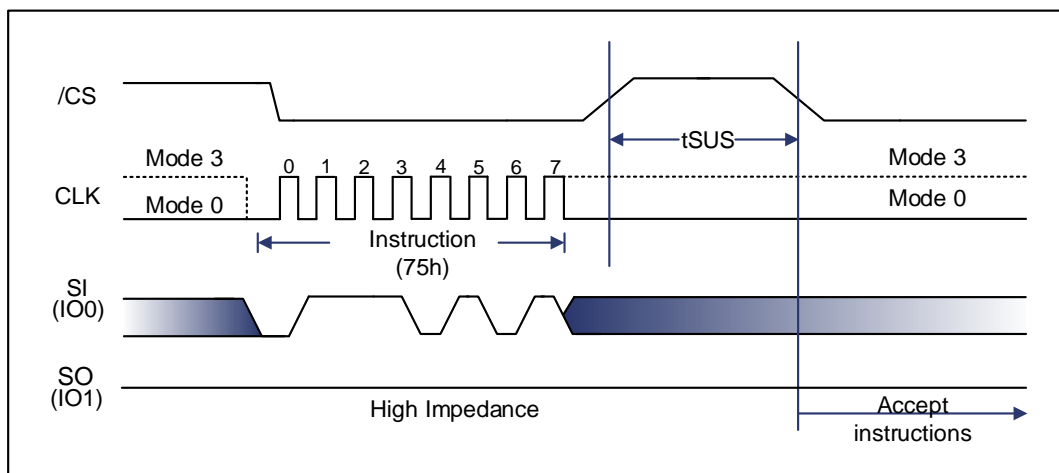 /CS
tSUS
Mode 3
0 1 2 3 4 5 6 7
Mode 3
CLK
Mode 0
Mode 0
Instruction
(75h)
SI
(IO0)
SO
(IO1)
High Impedance
Accept
instructions